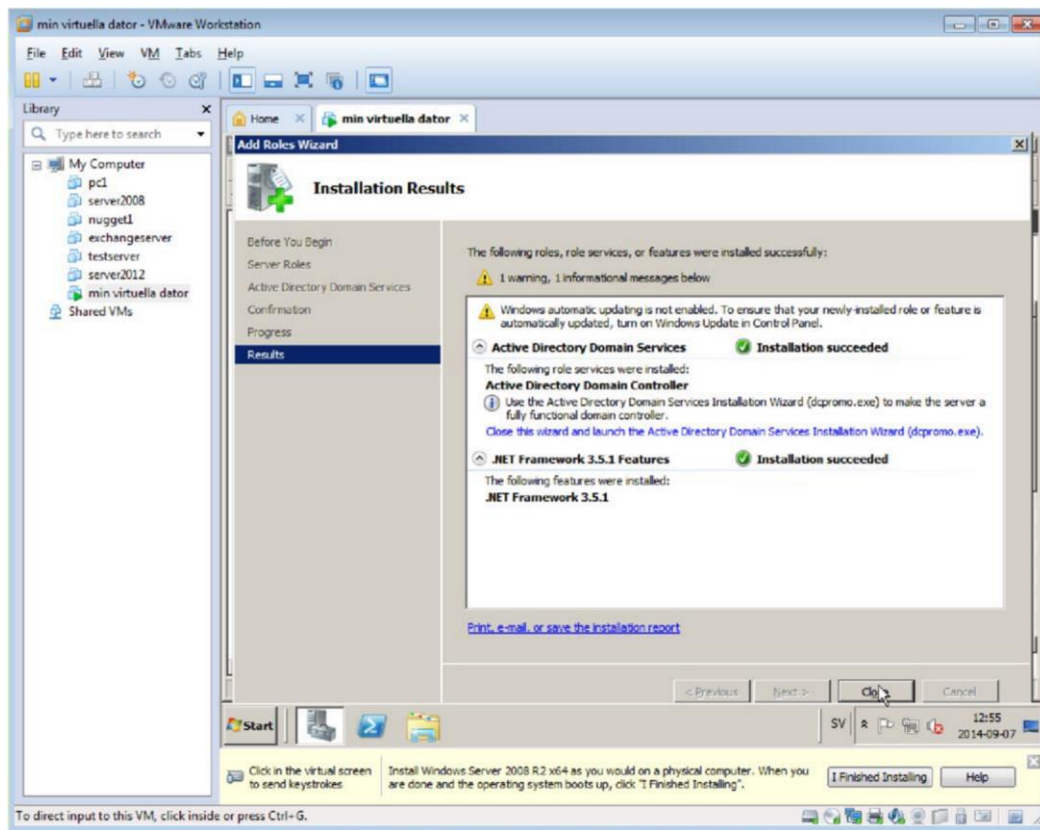 min virtuella dator - VMware Workstation
File Edit View VM Tabs Help
Library
Type here to search
My Computer
pc1
server2008
nugget1
exchangeserver
testserver
server2012
min virtuella dator
Shared VMs
Home
min virtuella dator
Add Roles Wizard
Installation Results
Before You Begin
Server Roles
Active Directory Domain Services
Confirmation
Progress
Results
The following roles, role services, or features were installed successfully:
1 warning, 1 informational messages below
Windows automatic updating is not enabled. To ensure that your newly-installed role or feature is
automatically updated, turn on Windows Update in Control Panel.
Active Directory Domain Services Installation succeeded
The following role services were installed:
Active Directory Domain Controller
Use the Active Directory Domain Services Installation Wizard (dcpromo.exe) to make the server a
fully functional domain controller.
Close this wizard and launch the Active Directory Domain Services Installation Wizard (dcpromo.exe).
.NET Framework 3.5.1 Features Installation succeeded
The following features were installed:
.NET Framework 3.5.1
Print, e-mail, or save the installation report
< Previous Next > Close Cancel
Start
SV
12:55
2014-09-07
Click in the virtual screen
to send keystrokes
Install Windows Server 2008 R2 x64 as you would on a physical computer. When you
are done and the operating system boots up, click "I Finished Installing".
I Finished Installing
Help
To direct input to this VM, click inside or press Ctrl+G.